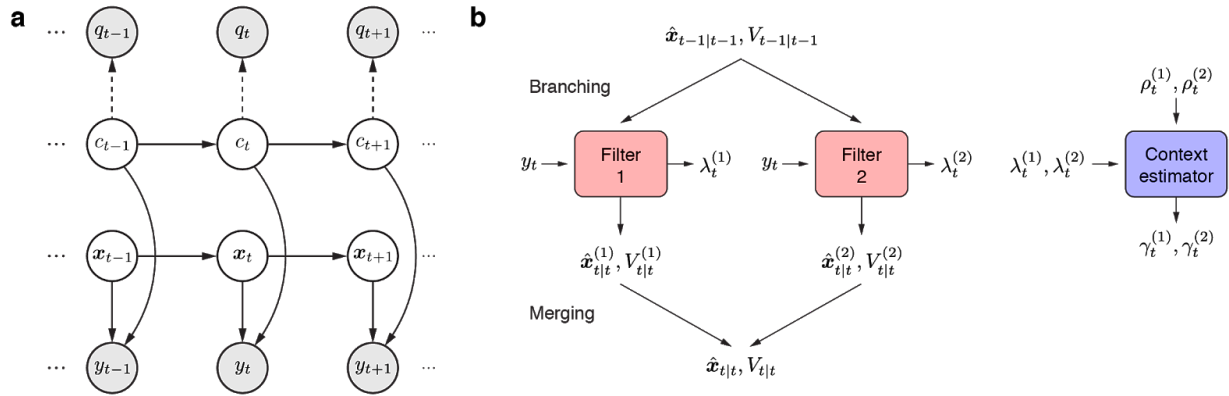 a
⋯ q_{t−1} q_t q_{t+1} ⋯
⋯ c_{t−1} c_t c_{t+1} ⋯
⋯ x_{t−1} x_t x_{t+1} ⋯
⋯ y_{t−1} y_t y_{t+1} ⋯
b
x̂_{t−1|t−1}, V_{t−1|t−1}
Branching
y_t
Filter
1
λ_t^{(1)}
y_t
Filter
2
λ_t^{(2)}
x̂_{t|t}^{(1)}, V_{t|t}^{(1)}
x̂_{t|t}^{(2)}, V_{t|t}^{(2)}
Merging
x̂_{t|t}, V_{t|t}
ρ_t^{(1)}, ρ_t^{(2)}
λ_t^{(1)}, λ_t^{(2)}
Context
estimator
γ_t^{(1)}, γ_t^{(2)}